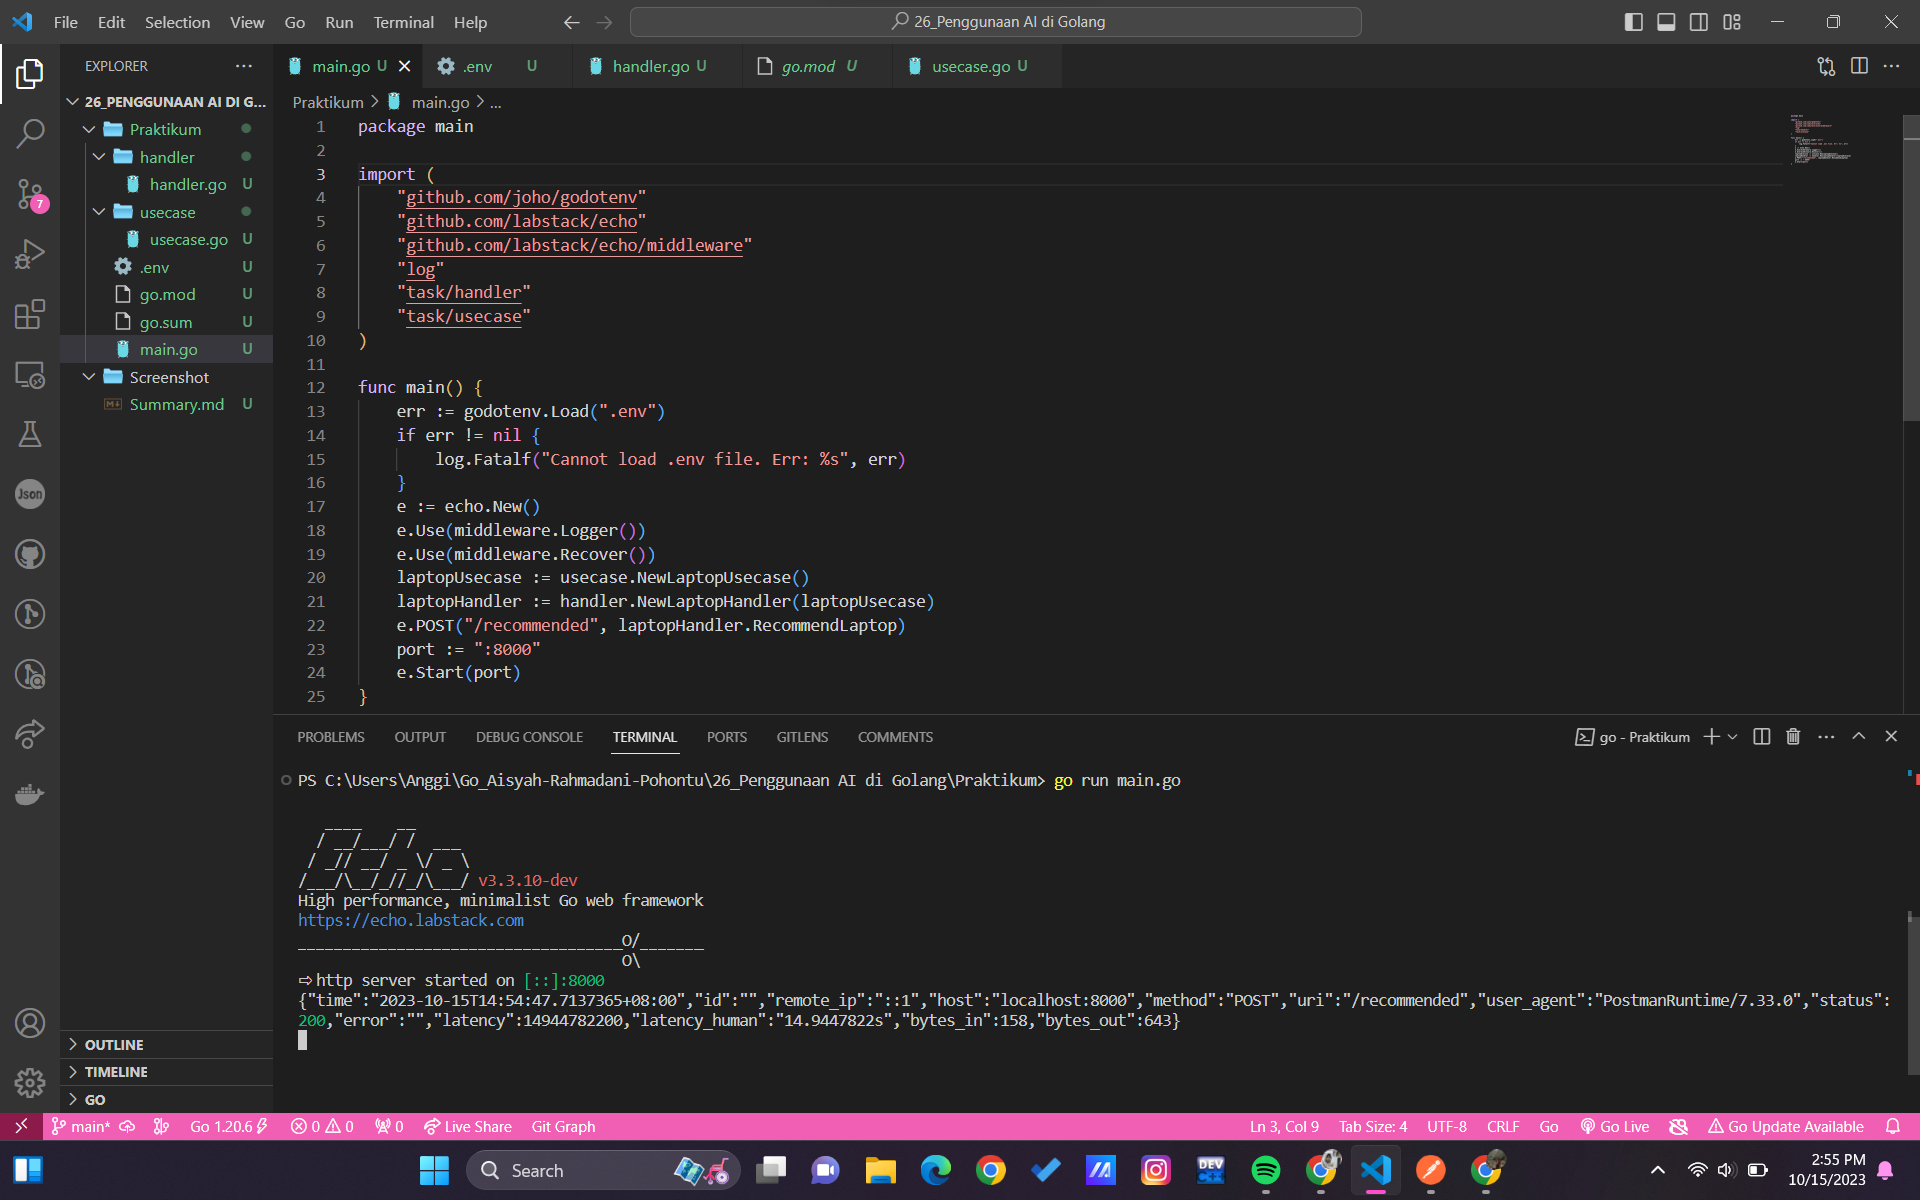 File Edit Selection View Go Run Terminal Help
26_Penggunaan AI di Golang
EXPLORER
26_PENGGUNAAN AI DI G...
Praktikum
handler
handler.go U
usecase
usecase.go U
.env U
go.mod U
go.sum U
main.go U
Screenshot
Summary.md U
OUTLINE
TIMELINE
GO
7
Json
main.go U
.env U
handler.go U
go.mod U
usecase.go U
Praktikum > main.go > ...
1 package main
2
3 import (
4 "github.com/joho/godotenv"
5 "github.com/labstack/echo"
6 "github.com/labstack/echo/middleware"
7 "log"
8 "task/handler"
9 "task/usecase"
10 )
11
12 func main() {
13 err := godotenv.Load(".env")
14 if err != nil {
15 log.Fatalf("Cannot load .env file. Err: %s", err)
16 }
17 e := echo.New()
18 e.Use(middleware.Logger())
19 e.Use(middleware.Recover())
20 laptopUsecase := usecase.NewLaptopUsecase()
21 laptopHandler := handler.NewLaptopHandler(laptopUsecase)
22 e.POST("/recommended", laptopHandler.RecommendLaptop)
23 port := ":8000"
24 e.Start(port)
25 }
PROBLEMS OUTPUT DEBUG CONSOLE TERMINAL PORTS GITLENS COMMENTS
go - Praktikum
PS C:\Users\Anggi\Go_Aisyah-Rahmadani-Pohontu\26_Penggunaan AI di Golang\Praktikum> go run main.go
   ____    __
  / __/___/ /  ___
 / _// __/ _ \/ _ \
/___/\__/_//_/\___/ v3.3.10-dev
High performance, minimalist Go web framework
https://echo.labstack.com
____________________________________O/_______
                                    O\
⇨ http server started on [::]:8000
{"time":"2023-10-15T14:54:47.7137365+08:00","id":"","remote_ip":"::1","host":"localhost:8000","method":"POST","uri":"/recommended","user_agent":"PostmanRuntime/7.33.0","status":
200,"error":"","latency":14944782200,"latency_human":"14.9447822s","bytes_in":158,"bytes_out":643}
main* Go 1.20.6 0 0 0 Live Share Git Graph
Ln 3, Col 9 Tab Size: 4 UTF-8 CRLF Go Go Live Go Update Available
Search
DEV C++
2:55 PM
10/15/2023